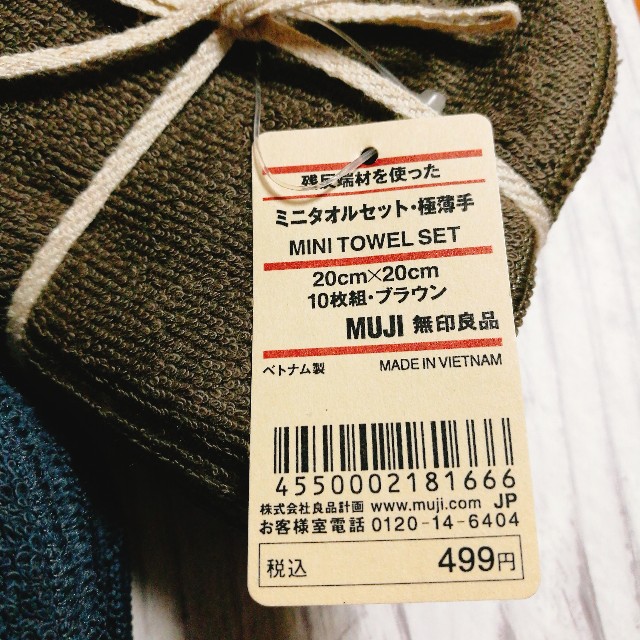 残反端材を使った
ミニタオルセット・極薄手
MINI TOWEL SET
20cm×20cm
10枚組・ブラウン
MUJI 無印良品
ベトナム製 MADE IN VIETNAM
4550002181666
株式会社良品計画 www.muji.com JP
お客様室電話 0120-14-6404
税込 499円